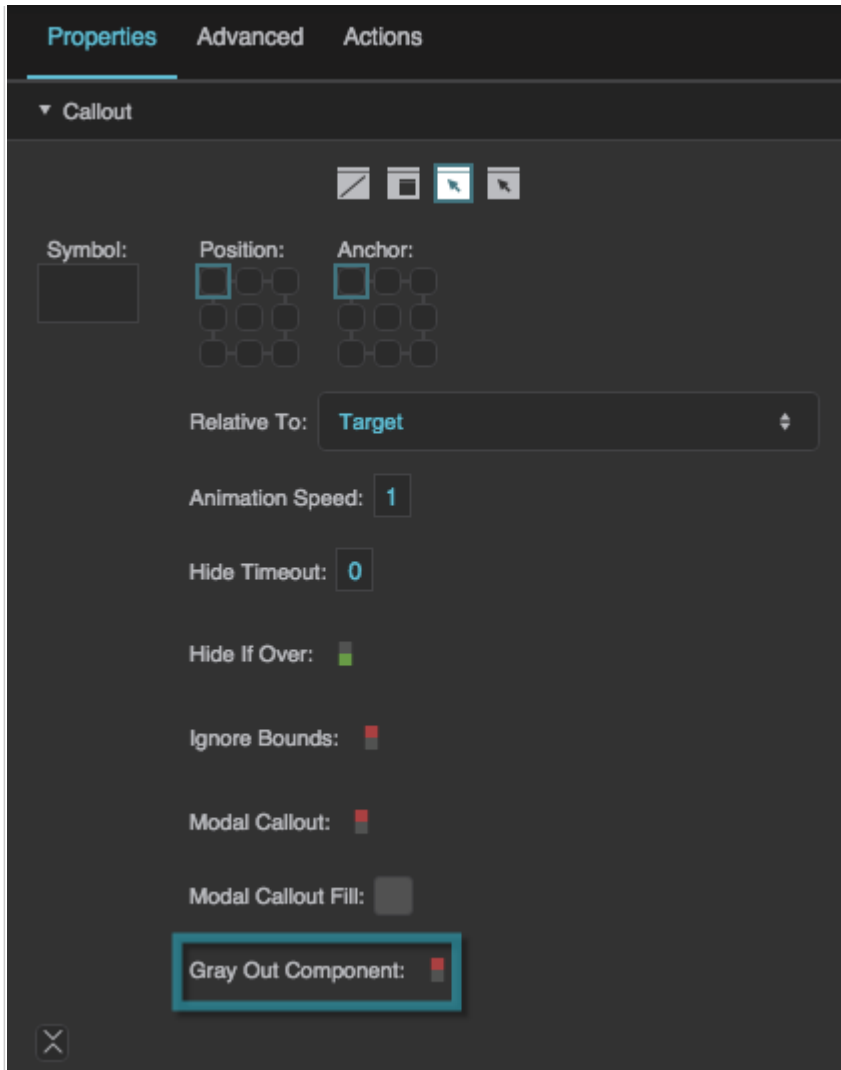 Properties Advanced Actions
Callout
Symbol: Position: Anchor:
Relative To: Target
Animation Speed: 1
Hide Timeout: 0
Hide If Over:
Ignore Bounds:
Modal Callout:
Modal Callout Fill:
Gray Out Component: